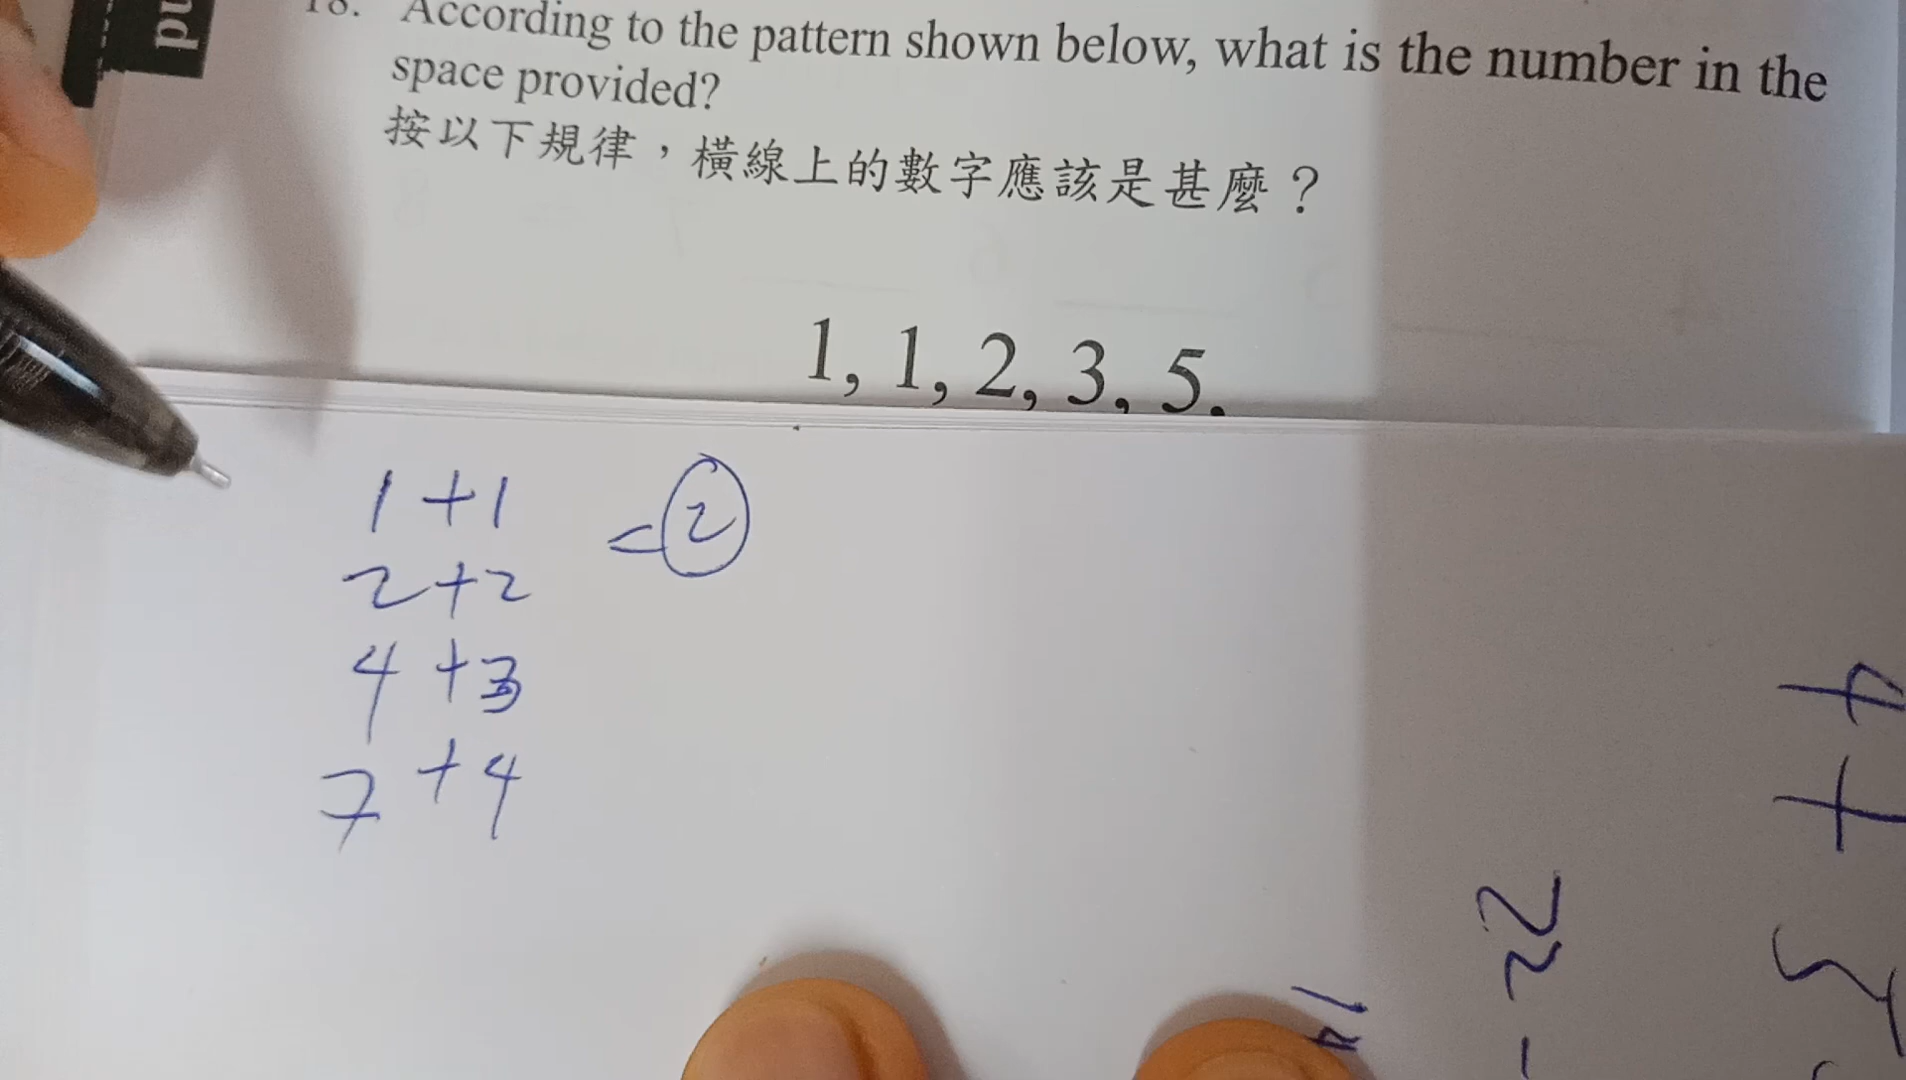 18. According to the pattern shown below, what is the number in the
space provided?
按以下規律，橫線上的數字應該是甚麼？
1, 1, 2, 3, 5,
1 + 1 = 2
2 + 2
4 + 3
7 + 4
14